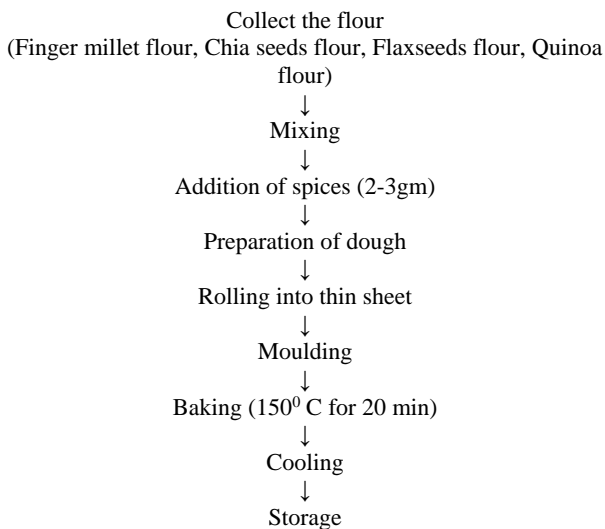 Collect the flour
(Finger millet flour, Chia seeds flour, Flaxseeds flour, Quinoa
flour)
↓
Mixing
↓
Addition of spices (2-3gm)
↓
Preparation of dough
↓
Rolling into thin sheet
↓
Moulding
↓
Baking (150⁰ C for 20 min)
↓
Cooling
↓
Storage